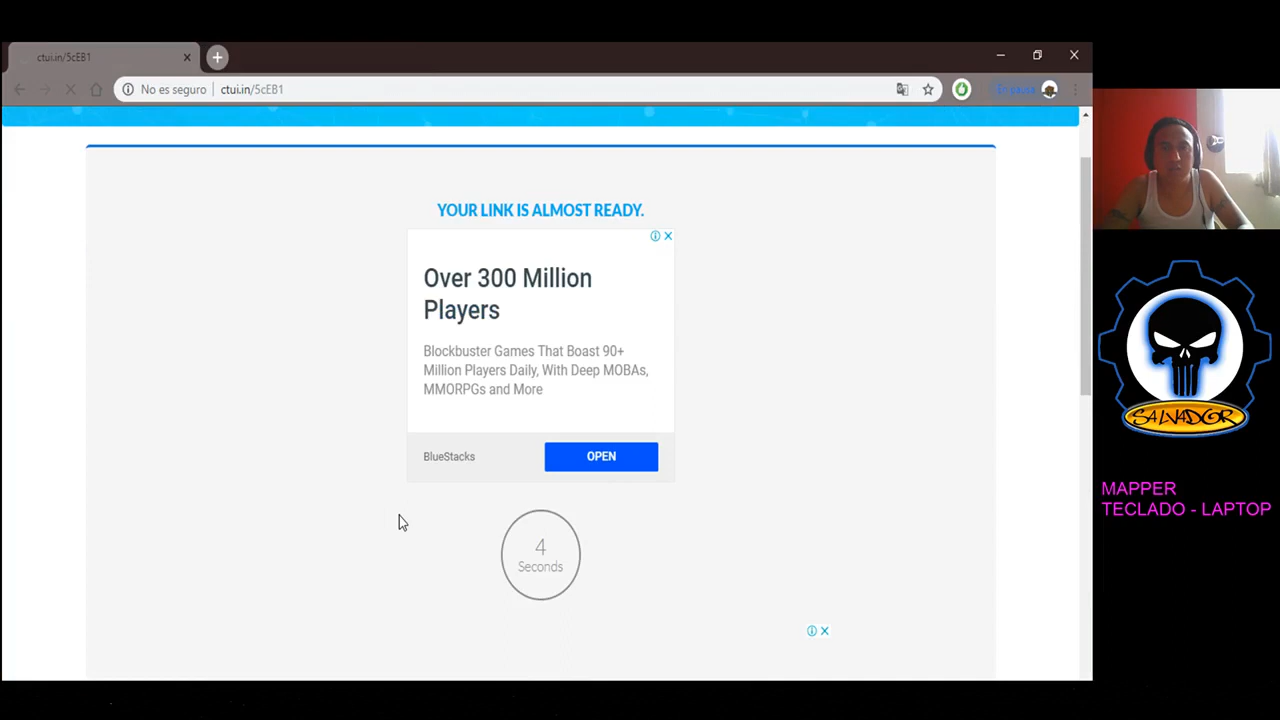 ctui.in/5cEB1
No es seguro | ctui.in/5cEB1
En pausa
YOUR LINK IS ALMOST READY.
Over 300 Million
Players
Blockbuster Games That Boast 90+
Million Players Daily, With Deep MOBAs,
MMORPGs and More
BlueStacks
OPEN
4
Seconds
SALVADOR
MAPPER
TECLADO - LAPTOP